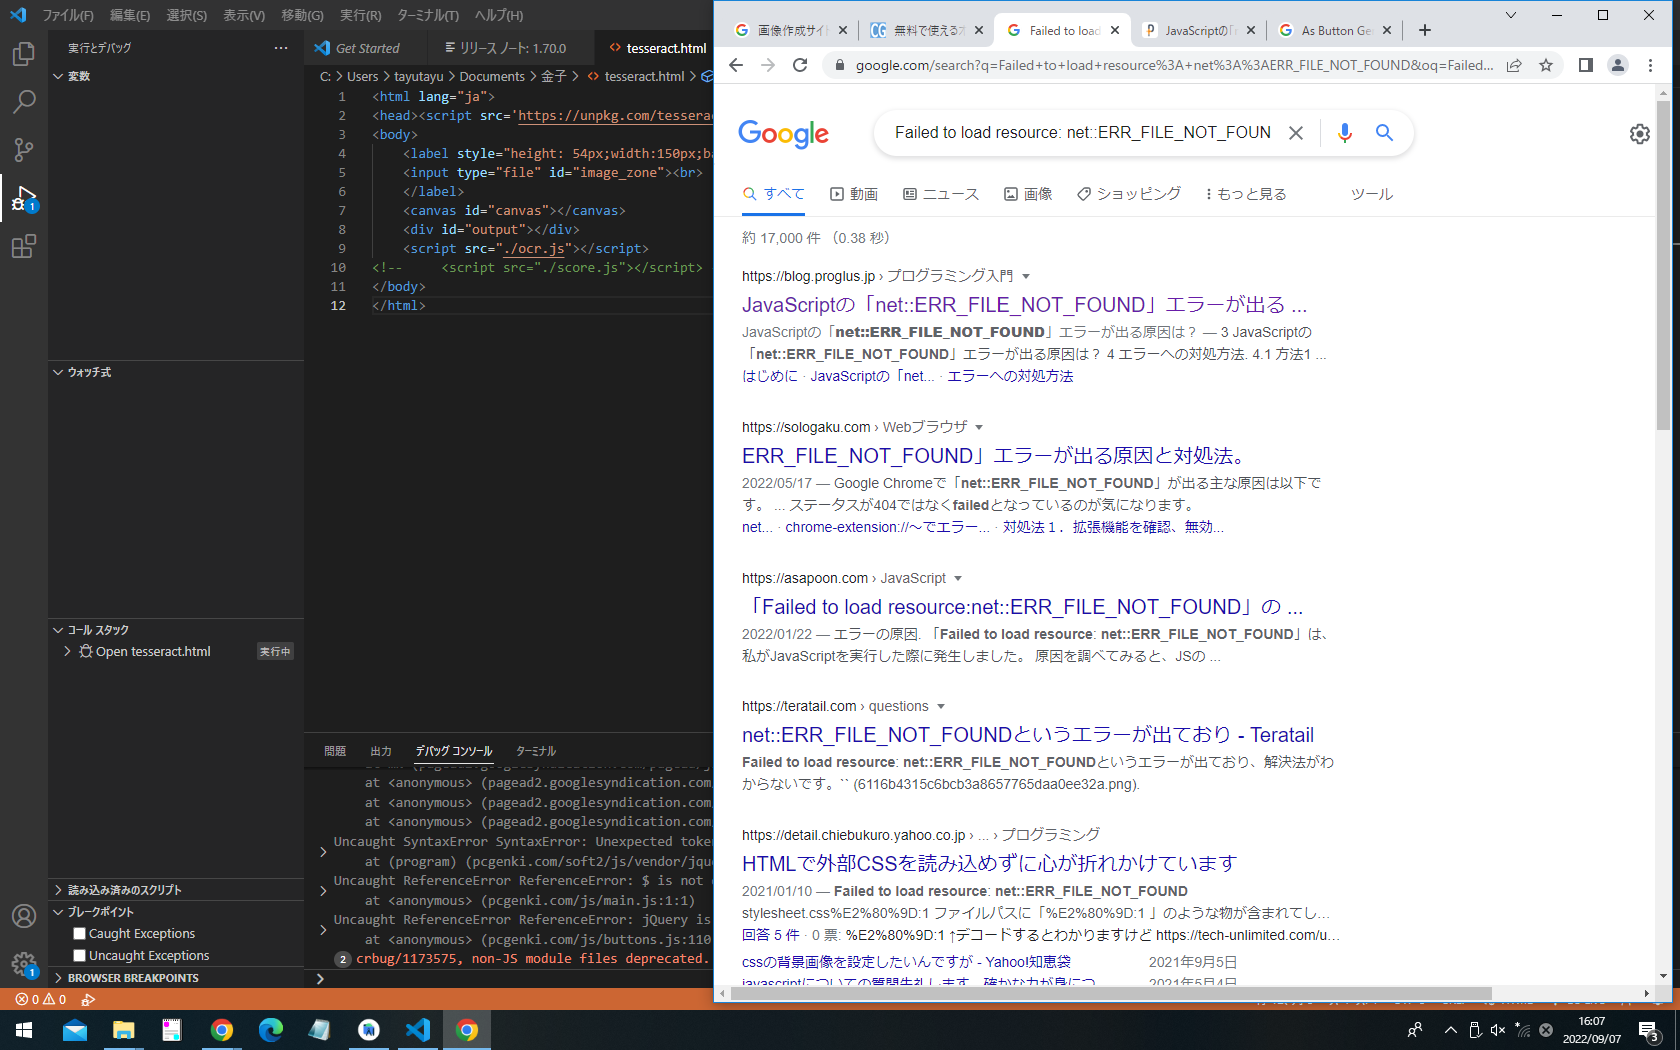 ファイル(F) 編集(E) 選択(S) 表示(V) 移動(G) 実行(R) ターミナル(T) ヘルプ(H)
実行とデバッグ
変数
ウォッチ式
コール スタック
Open tesseract.html 実行中
読み込み済みのスクリプト
ブレークポイント
Caught Exceptions
Uncaught Exceptions
BROWSER BREAKPOINTS
Get Started リリース ノート: 1.70.0 tesseract.html
C: > Users > tayutayu > Documents > 金子 > tesseract.html >
1 <html lang="ja">
2 <head><script src='https://unpkg.com/tesserac
3 <body>
4 <label style="height: 54px;width:150px;ba
5 <input type="file" id="image_zone"><br>
6 </label>
7 <canvas id="canvas"></canvas>
8 <div id="output"></div>
9 <script src="./ocr.js"></script>
10 <!-- <script src="./score.js"></script>
11 </body>
12 </html>
問題 出力 デバッグ コンソール ターミナル
at <anonymous> (pagead2.googlesyndication.com
at <anonymous> (pagead2.googlesyndication.com
at <anonymous> (pagead2.googlesyndication.com
Uncaught SyntaxError SyntaxError: Unexpected toke
at (program) (pcgenki.com/soft2/js/vendor/jqu
Uncaught ReferenceError ReferenceError: $ is not
at <anonymous> (pcgenki.com/js/main.js:1:1)
Uncaught ReferenceError ReferenceError: jQuery is
at <anonymous> (pcgenki.com/js/buttons.js:110
2 crbug/1173575, non-JS module files deprecated.
0 0
画像作成サイト 無料で使えるス Failed to load JavaScriptの「 As Button Ge
google.com/search?q=Failed+to+load+resource%3A+net%3A%3AERR_FILE_NOT_FOUND&oq=Failed...
Google
Failed to load resource: net::ERR_FILE_NOT_FOUN
すべて 動画 ニュース 画像 ショッピング もっと見る ツール
約 17,000 件 （0.38 秒）
https://blog.proglus.jp › プログラミング入門
JavaScriptの「net::ERR_FILE_NOT_FOUND」エラーが出る ...
JavaScriptの「net::ERR_FILE_NOT_FOUND」エラーが出る原因は？ — 3 JavaScriptの
「net::ERR_FILE_NOT_FOUND」エラーが出る原因は？ 4 エラーへの対処方法. 4.1 方法1 ...
はじめに · JavaScriptの「net... · エラーへの対処方法
https://sologaku.com › Webブラウザ
ERR_FILE_NOT_FOUND」エラーが出る原因と対処法。
2022/05/17 — Google Chromeで「net::ERR_FILE_NOT_FOUND」が出る主な原因は以下で
す。 ... ステータスが404ではなくfailedとなっているのが気になります。
net... · chrome-extension://～でエラー... · 対処法１．拡張機能を確認、無効...
https://asapoon.com › JavaScript
「Failed to load resource:net::ERR_FILE_NOT_FOUND」の ...
2022/01/22 — エラーの原因. 「Failed to load resource: net::ERR_FILE_NOT_FOUND」は、
私がJavaScriptを実行した際に発生しました。 原因を調べてみると、JSの ...
https://teratail.com › questions
net::ERR_FILE_NOT_FOUNDというエラーが出ており - Teratail
Failed to load resource: net::ERR_FILE_NOT_FOUNDというエラーが出ており、解決法がわ
からないです。`` (6116b4315c6bcb3a8657765daa0ee32a.png).
https://detail.chiebukuro.yahoo.co.jp › ... › プログラミング
HTMLで外部CSSを読み込めずに心が折れかけています
2021/01/10 — Failed to load resource: net::ERR_FILE_NOT_FOUND
stylesheet.css%E2%80%9D:1 ファイルパスに「%E2%80%9D:1 」のような物が含まれてし...
回答 5 件 · 0 票: %E2%80%9D:1 ↑デコードするとわかりますけど https://tech-unlimited.com/u...
cssの背景画像を設定したいんですが - Yahoo!知恵袋 2021年9月5日
javascriptについての質問失礼します。確かな力が身につ... 2021年5月4日
16:07
2022/09/07
3